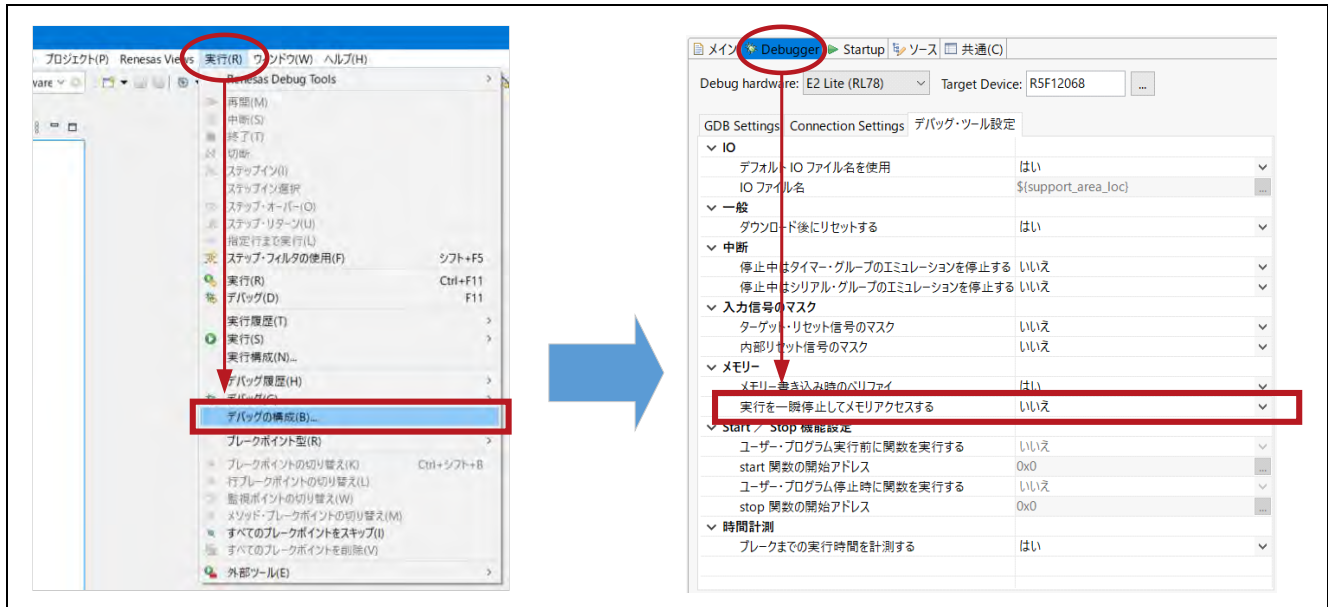 プロジェクト(P) Renesas Views 実行(R) ウィンドウ(W) ヘルプ(H)
vare
Renesas Debug Tools
再開(M)
中断(S)
終了(T)
切断
ステップイン(I)
ステップイン選択
ステップ・オーバー(O)
ステップ・リターン(U)
指定行まで実行(L)
ステップ・フィルタの使用(F) シフト+F5
実行(R) Ctrl+F11
デバッグ(D) F11
実行履歴(T)
実行(S)
実行構成(N)...
デバッグ履歴(H)
デバッグ(G)
デバッグの構成(B)...
ブレークポイント型(R)
ブレークポイントの切り替え(K) Ctrl+シフト+B
行ブレークポイントの切り替え(L)
監視ポイントの切り替え(W)
メソッド・ブレークポイントの切り替え(M)
すべてのブレークポイントをスキップ(I)
すべてのブレークポイントを削除(V)
外部ツール(E)
メイン Debugger Startup ソース 共通(C)
Debug hardware: E2 Lite (RL78) Target Device: R5F12068 ...
GDB Settings Connection Settings デバッグ・ツール設定
IO
デフォルト IO ファイル名を使用 はい
IO ファイル名 ${support_area_loc} ...
一般
ダウンロード後にリセットする はい
中断
停止中はタイマー・グループのエミュレーションを停止する いいえ
停止中はシリアル・グループのエミュレーションを停止する いいえ
入力信号のマスク
ターゲット・リセット信号のマスク いいえ
内部リセット信号のマスク いいえ
メモリー
メモリー書き込み時のベリファイ はい
実行を一瞬停止してメモリアクセスする いいえ
Start ／ Stop 機能設定
ユーザー・プログラム実行前に関数を実行する いいえ
start 関数の開始アドレス 0x0 ...
ユーザー・プログラム停止時に関数を実行する いいえ
stop 関数の開始アドレス 0x0 ...
時間計測
ブレークまでの実行時間を計測する はい